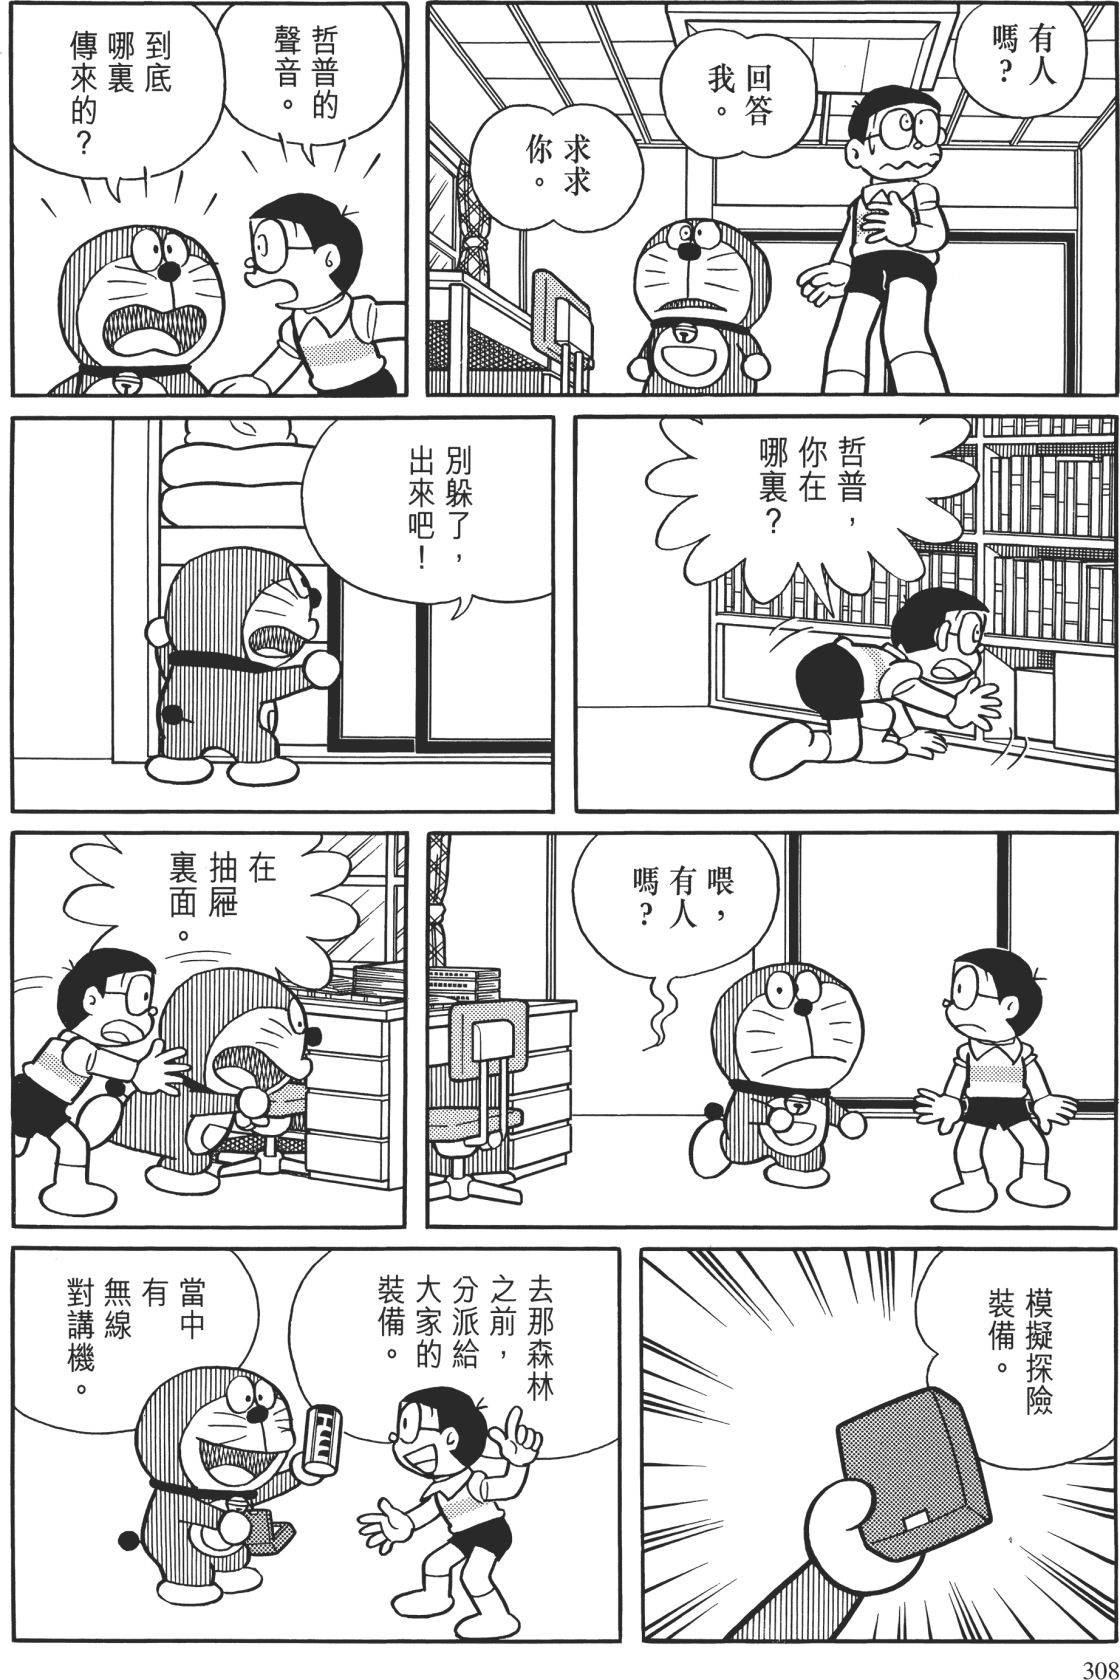 有人
嗎？
回答
我。
求求
你。
哲普的
聲音。
到底
哪裏
傳來的？
哲普，
你在
哪裏？
別躲了，
出來吧！
喂，
有人
嗎？
在
抽屜
裏面。
模擬探險
裝備。
去那森林
之前，
分派給
大家的
裝備。
當中
有
無線
對講機。
308